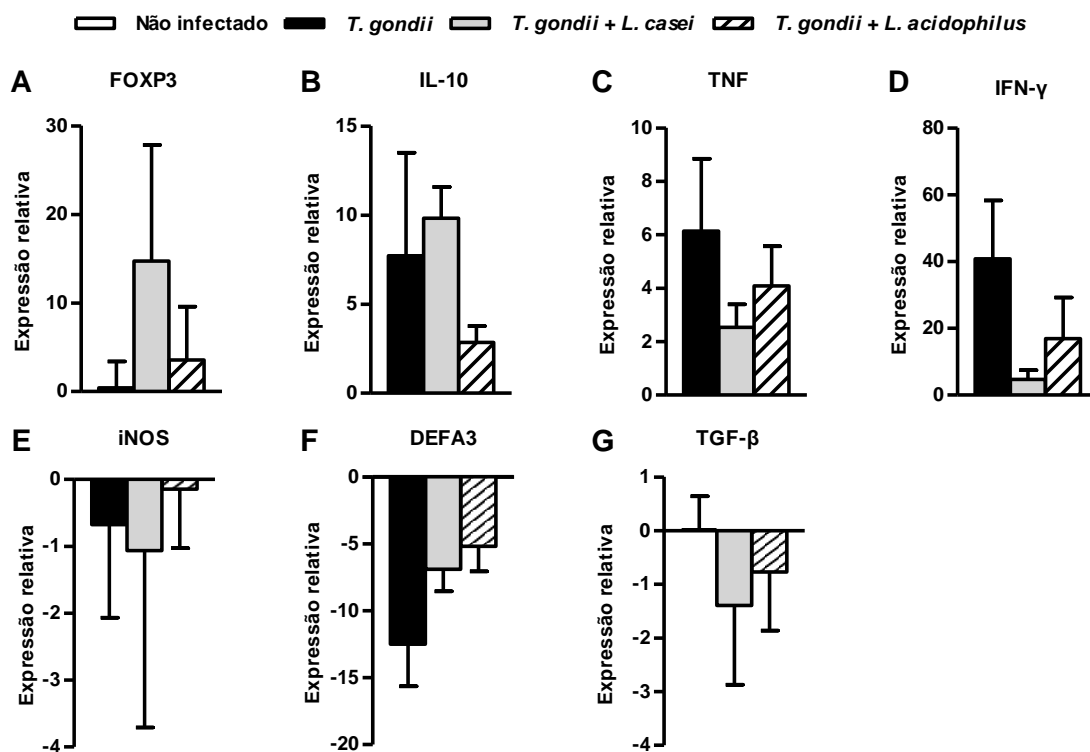 Não infectado T. gondii T. gondii + L. casei T. gondii + L. acidophilus
A FOXP3
Expressão relativa
30
20
10
0
B IL-10
Expressão relativa
15
10
5
0
C TNF
Expressão relativa
10
8
6
4
2
0
D IFN-γ
Expressão relativa
80
60
40
20
0
E iNOS
Expressão relativa
0
-1
-2
-3
-4
F DEFA3
Expressão relativa
0
-5
-10
-15
-20
G TGF-β
Expressão relativa
1
0
-1
-2
-3
-4